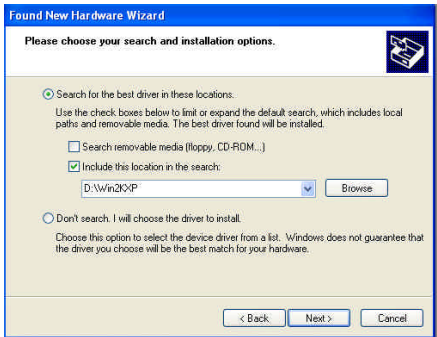 Found New Hardware Wizard
Please choose your search and installation options.
Search for the best driver in these locations.
Use the check boxes below to limit or expand the default search, which includes local
paths and removable media. The best driver found will be installed.
Search removable media (floppy, CD-ROM...)
Include this location in the search:
D:\Win2KXP
Browse
Don't search. I will choose the driver to install.
Choose this option to select the device driver from a list. Windows does not guarantee that
the driver you choose will be the best match for your hardware.
< Back
Next >
Cancel